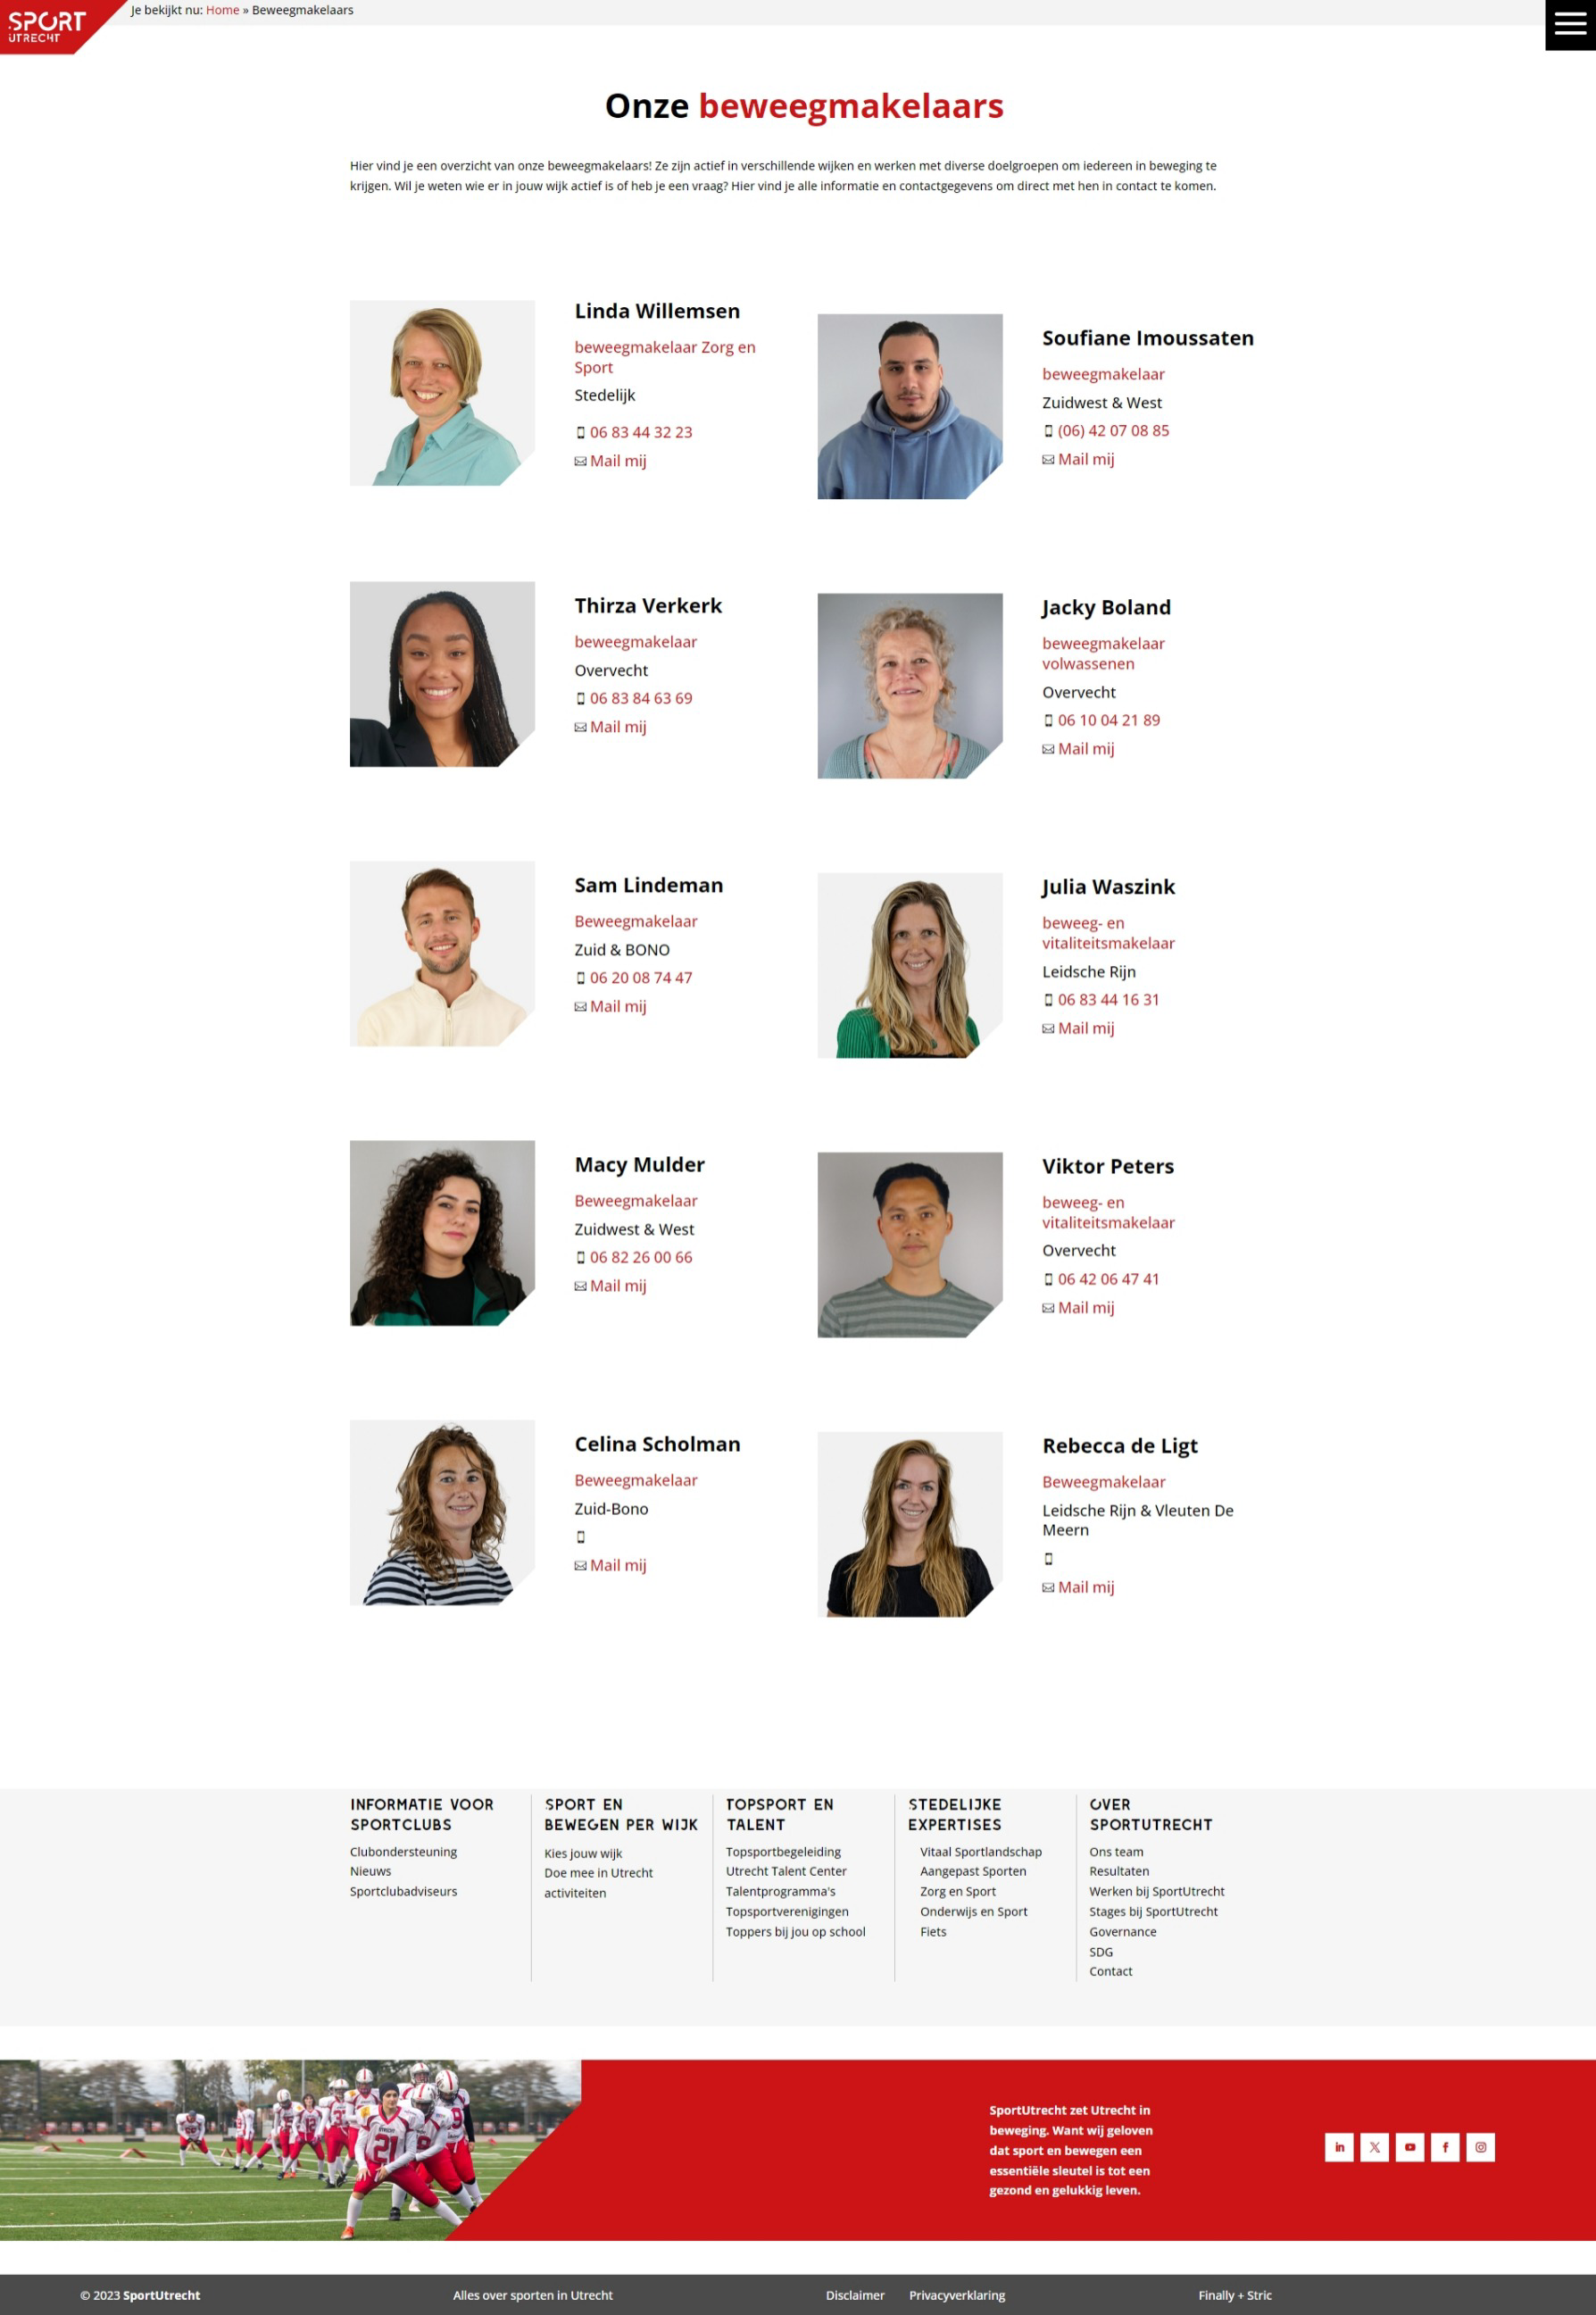 SPORT
UTRECHT
Je bekijkt nu: Home » Beweegmakelaars
Onze beweegmakelaars
Hier vind je een overzicht van onze beweegmakelaars! Ze zijn actief in verschillende wijken en werken met diverse doelgroepen om iedereen in beweging te
krijgen. Wil je weten wie er in jouw wijk actief is of heb je een vraag? Hier vind je alle informatie en contactgegevens om direct met hen in contact te komen.
Linda Willemsen
beweegmakelaar Zorg en
Sport
Stedelijk
06 83 44 32 23
Mail mij
Soufiane Imoussaten
beweegmakelaar
Zuidwest & West
(06) 42 07 08 85
Mail mij
Thirza Verkerk
beweegmakelaar
Overvecht
06 83 84 63 69
Mail mij
Jacky Boland
beweegmakelaar
volwassenen
Overvecht
06 10 04 21 89
Mail mij
Sam Lindeman
Beweegmakelaar
Zuid & BONO
06 20 08 74 47
Mail mij
Julia Waszink
beweeg- en
vitaliteitsmakelaar
Leidsche Rijn
06 83 44 16 31
Mail mij
Macy Mulder
Beweegmakelaar
Zuidwest & West
06 82 26 00 66
Mail mij
Viktor Peters
beweeg- en
vitaliteitsmakelaar
Overvecht
06 42 06 47 41
Mail mij
Celina Scholman
Beweegmakelaar
Zuid-Bono
Mail mij
Rebecca de Ligt
Beweegmakelaar
Leidsche Rijn & Vleuten De
Meern
Mail mij
INFORMATIE VOOR
SPORTCLUBS
Clubondersteuning
Nieuws
Sportclubadviseurs
SPORT EN
BEWEGEN PER WIJK
Kies jouw wijk
Doe mee in Utrecht
activiteiten
TOPSPORT EN
TALENT
Topsportbegeleiding
Utrecht Talent Center
Talentprogramma's
Topsportverenigingen
Toppers bij jou op school
STEDELIJKE
EXPERTISES
Vitaal Sportlandschap
Aangepast Sporten
Zorg en Sport
Onderwijs en Sport
Fiets
OVER
SPORTUTRECHT
Ons team
Resultaten
Werken bij SportUtrecht
Stages bij SportUtrecht
Governance
SDG
Contact
21
SportUtrecht zet Utrecht in
beweging. Want wij geloven
dat sport en bewegen een
essentiële sleutel is tot een
gezond en gelukkig leven.
© 2023 SportUtrecht
Alles over sporten in Utrecht
Disclaimer
Privacyverklaring
Finally + Stric